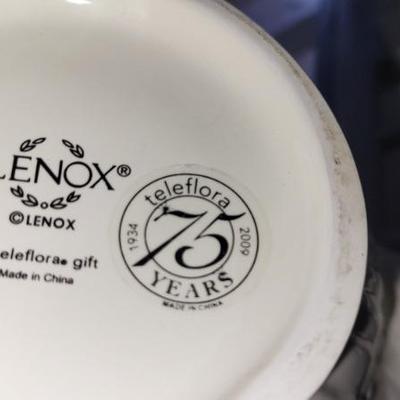 LENOX®
©LENOX
teleflora® gift
Made in China
teleflora
1934 75 2009
YEARS
MADE IN CHINA